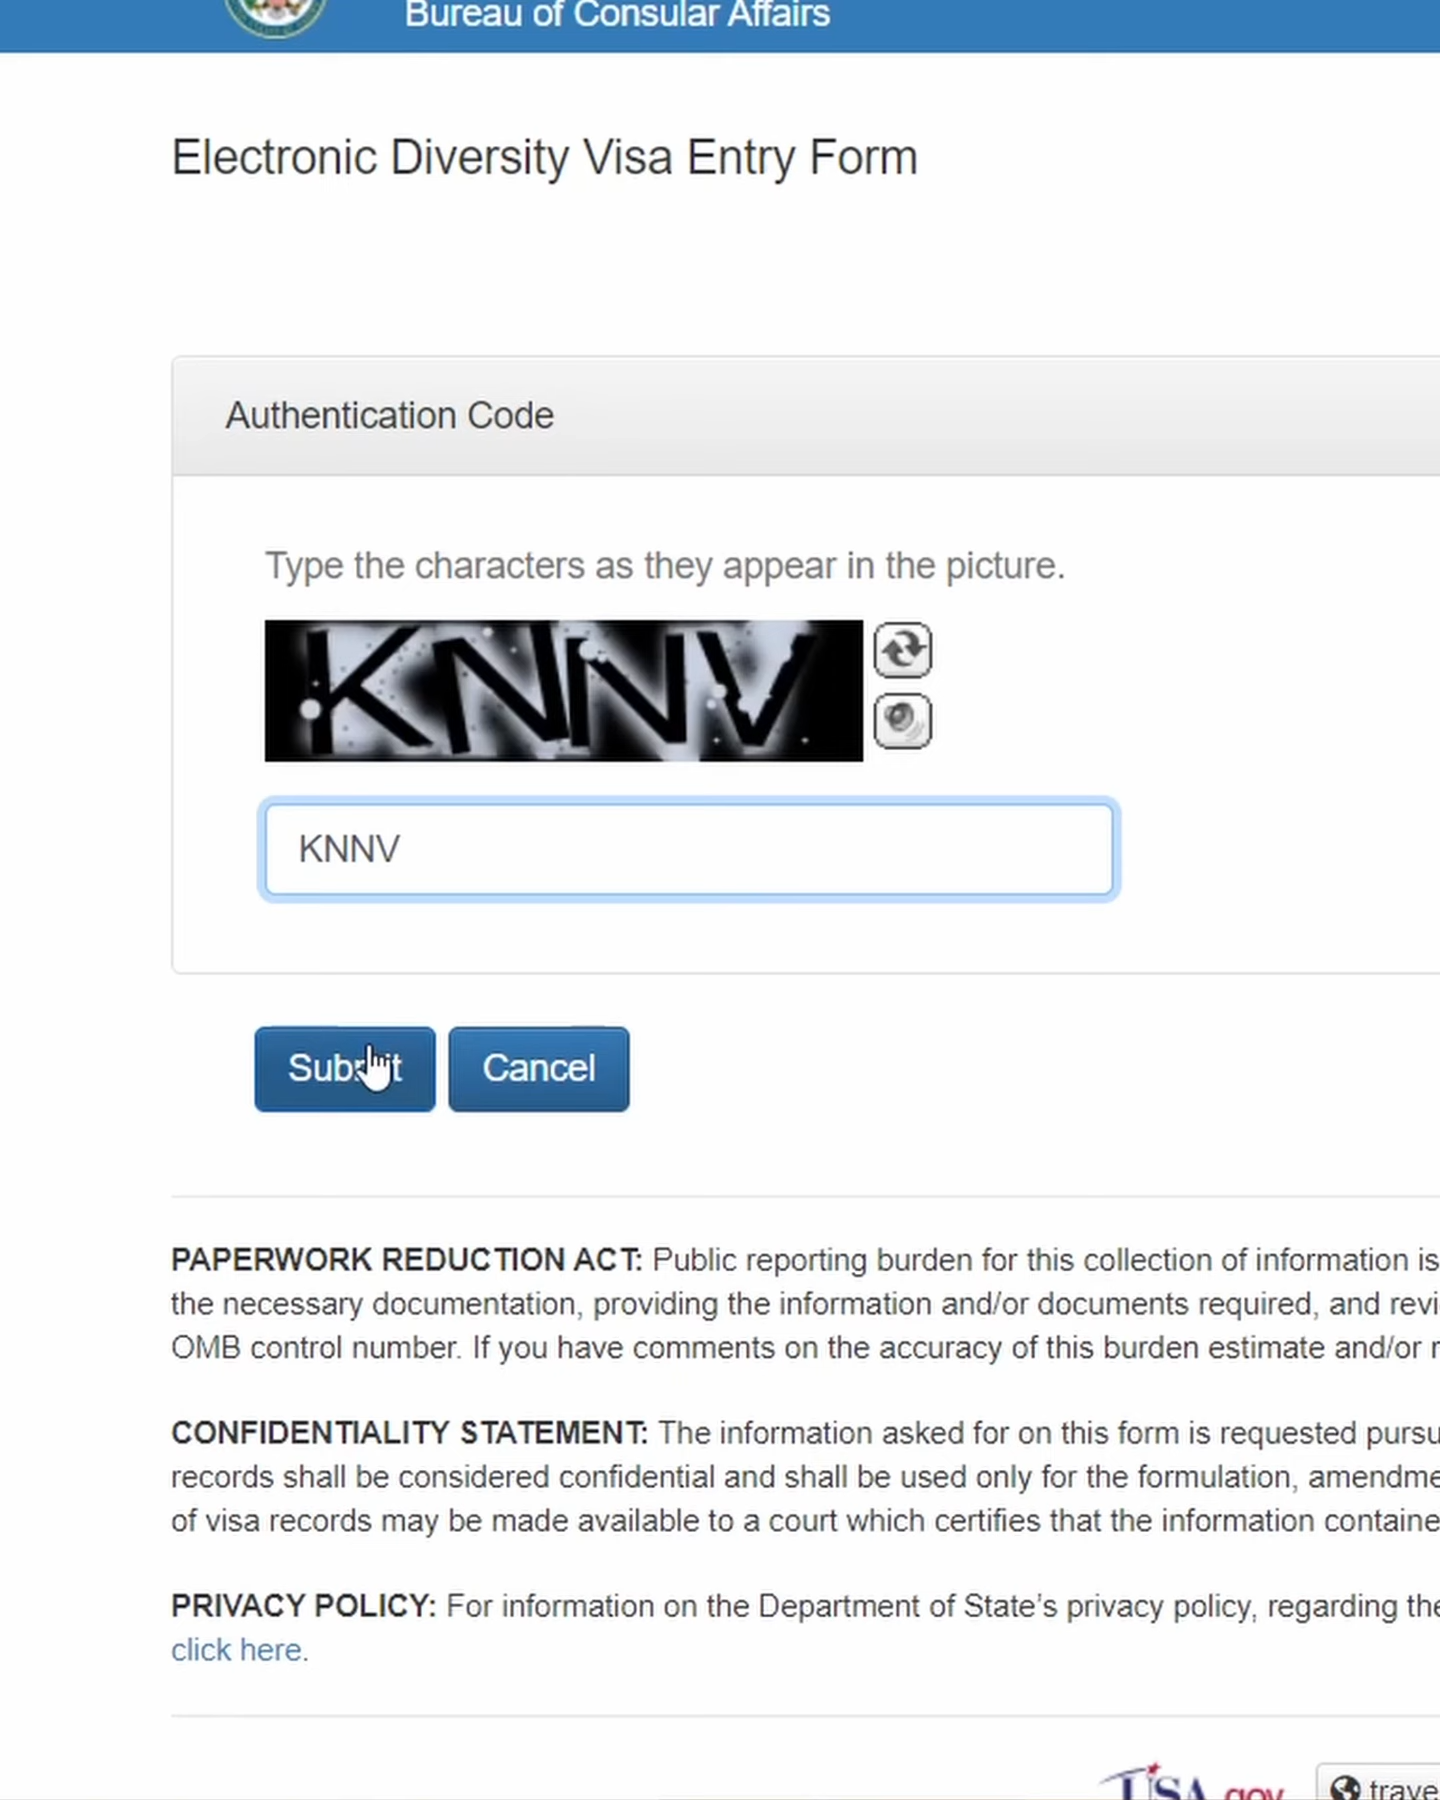 Bureau of Consular Affairs
Electronic Diversity Visa Entry Form
Authentication Code
Type the characters as they appear in the picture.
KNNV
KNNV
Submit
Cancel
PAPERWORK REDUCTION ACT: Public reporting burden for this collection of information is
the necessary documentation, providing the information and/or documents required, and revi
OMB control number. If you have comments on the accuracy of this burden estimate and/or r
CONFIDENTIALITY STATEMENT: The information asked for on this form is requested pursu
records shall be considered confidential and shall be used only for the formulation, amendme
of visa records may be made available to a court which certifies that the information containe
PRIVACY POLICY: For information on the Department of State's privacy policy, regarding the
click here.
USA.gov
trave